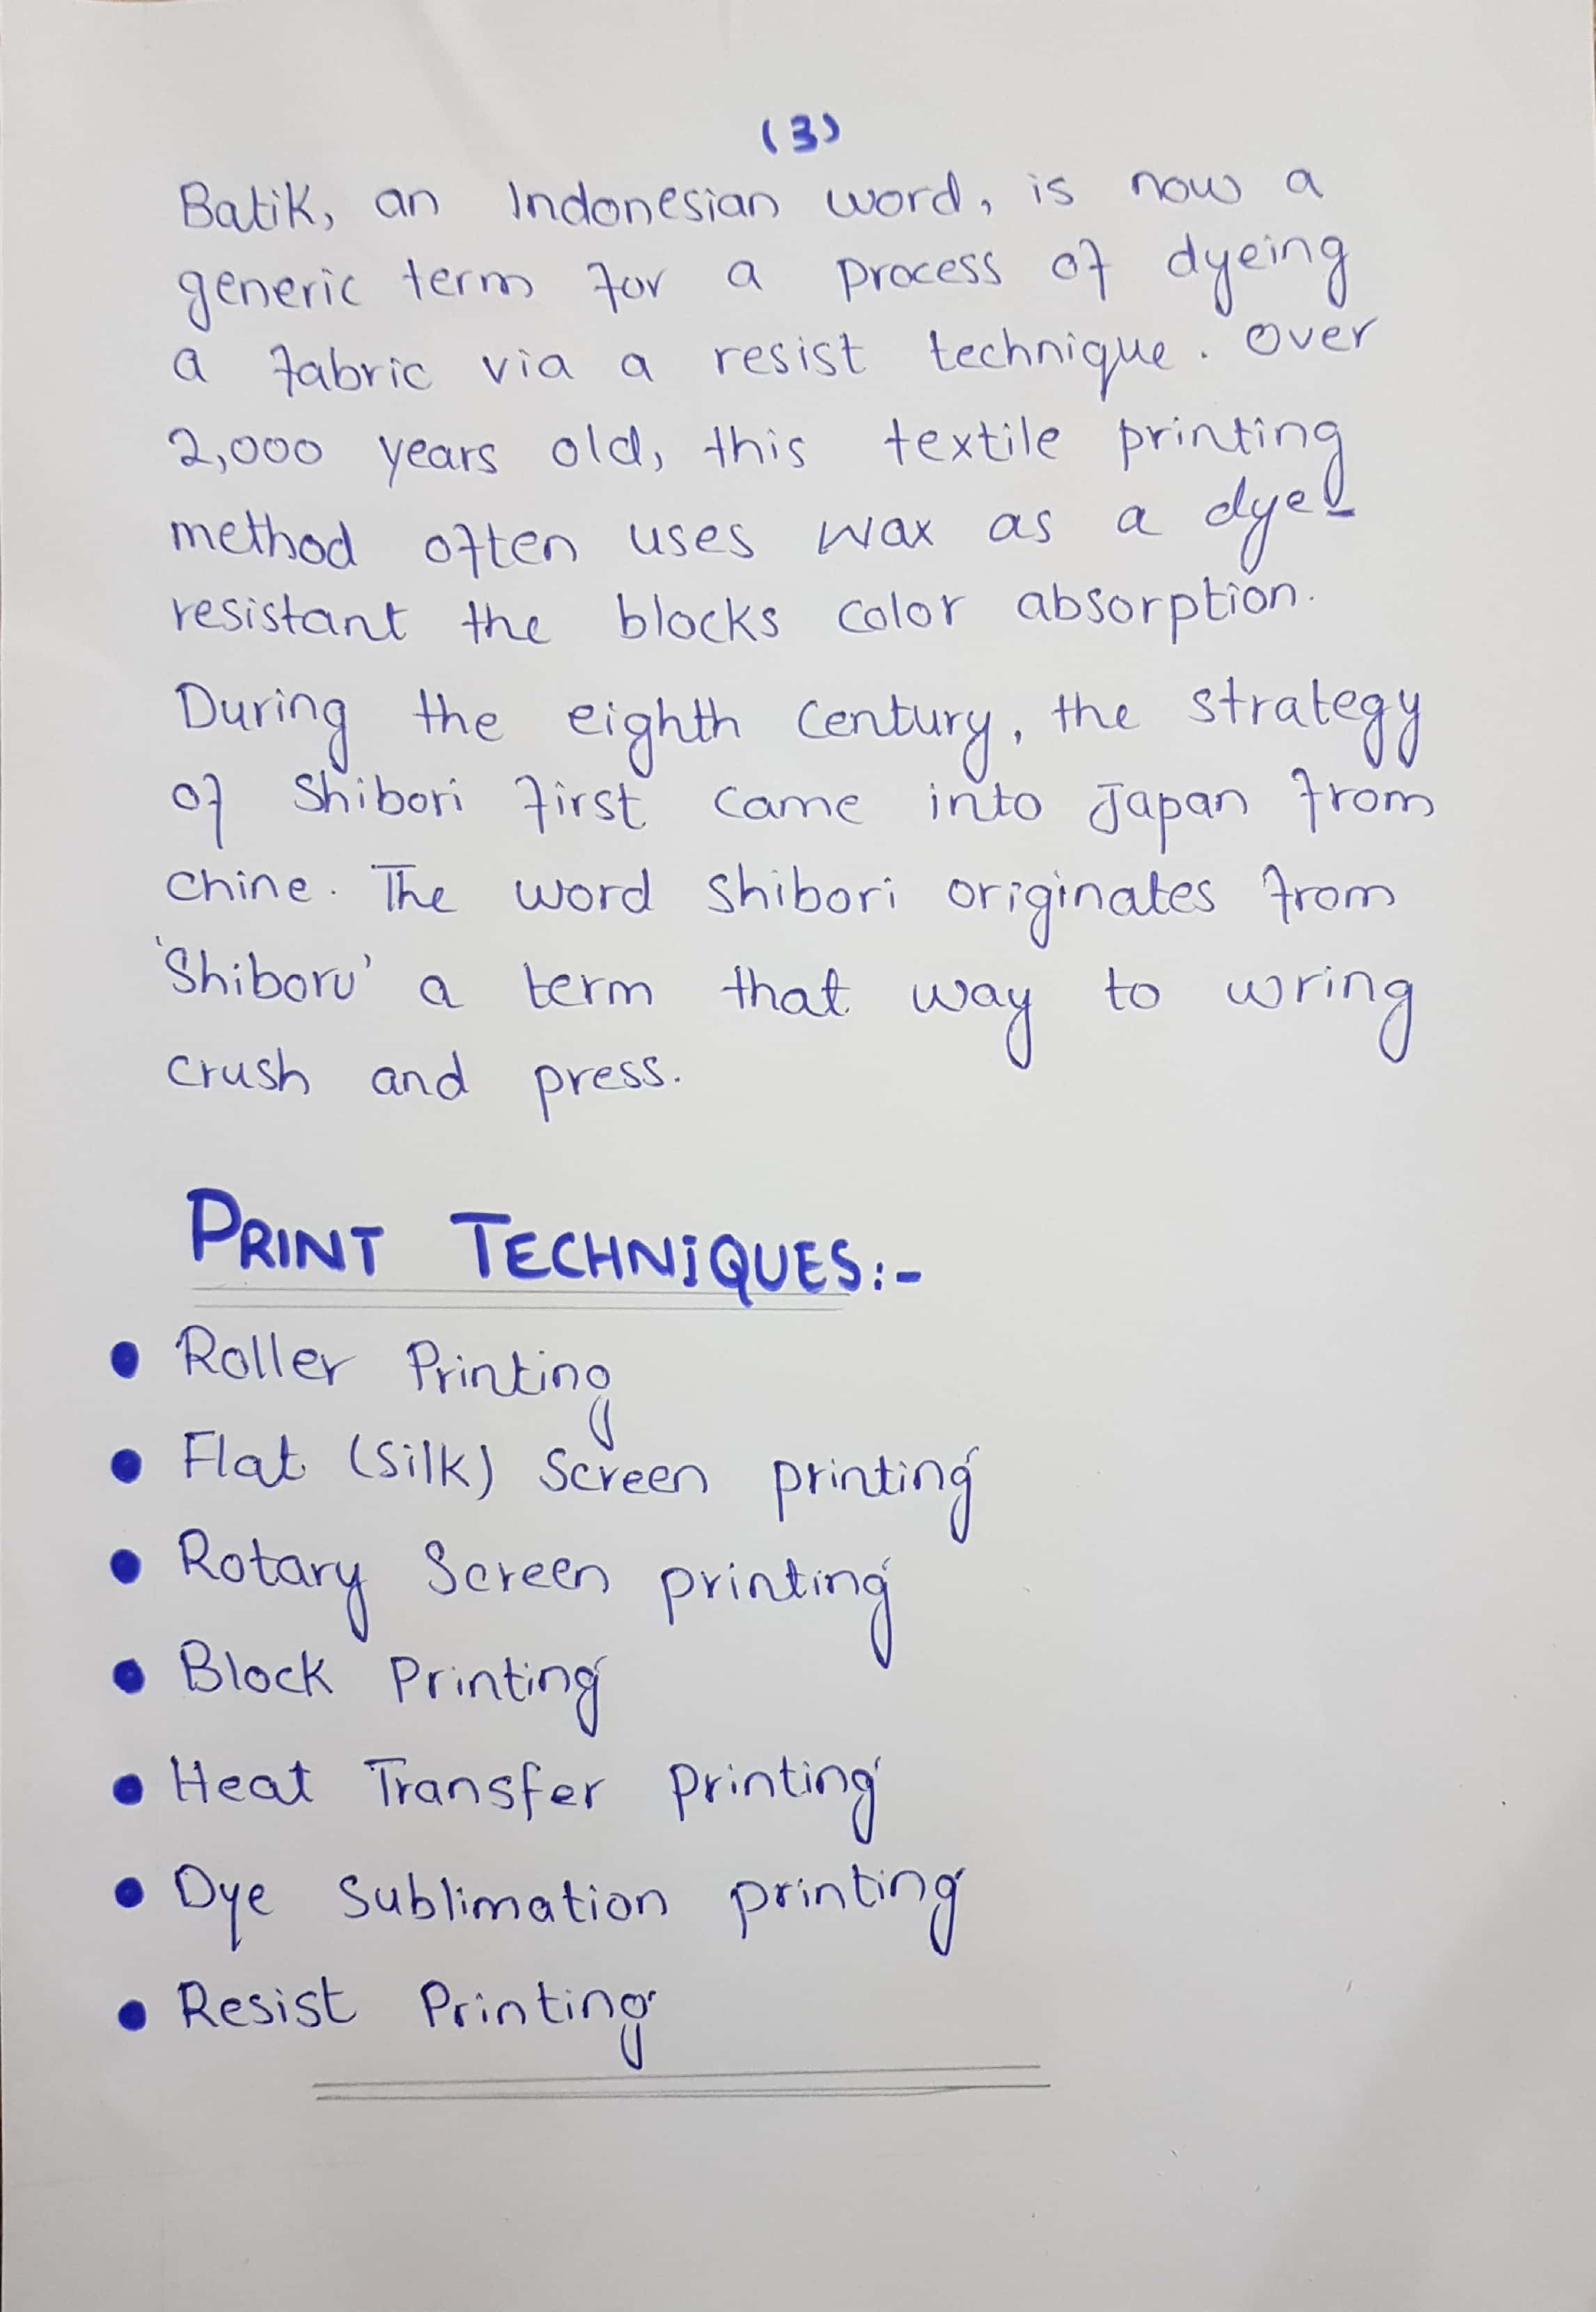 (3)
Batik, an Indonesian word, is now a
generic term for a process of dyeing
a fabric via a resist technique. Over
2,000 years old, this textile printing
method often uses wax as a dye-
resistant the blocks color absorption.
During the eighth century, the strategy
of Shibori first came into Japan from
chine. The word shibori originates from
'Shiboru' a term that way to wring
crush and press.
PRINT TECHNIQUES:-
• Roller Printing
• Flat (Silk) Screen printing
• Rotary Screen printing
• Block Printing
• Heat Transfer printing
• Dye Sublimation printing
• Resist Printing